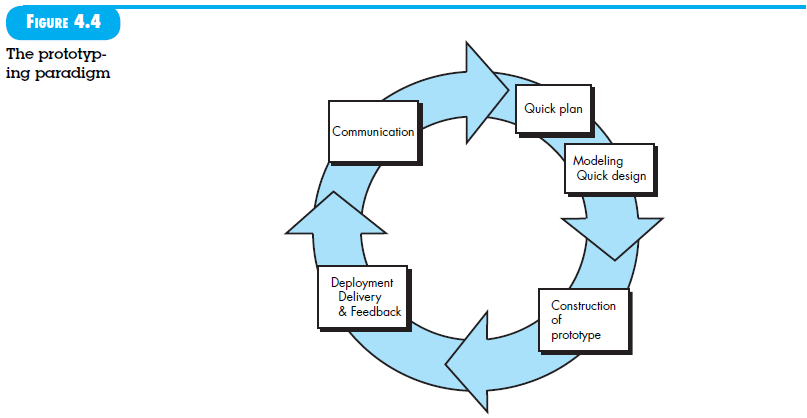 FIGURE 4.4
The prototyp-
ing paradigm
Communication
Quick plan
Modeling
Quick design
Construction
of
prototype
Deployment
Delivery
& Feedback